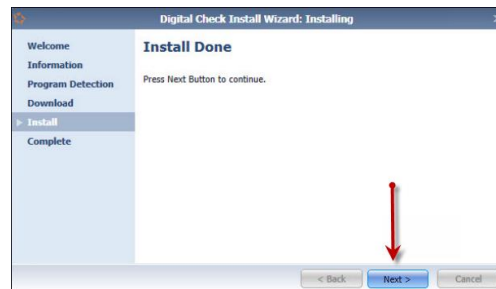 Digital Check Install Wizard: Installing
Welcome
Information
Program Detection
Download
Install
Complete
Install Done
Press Next Button to continue.
< Back
Next >
Cancel